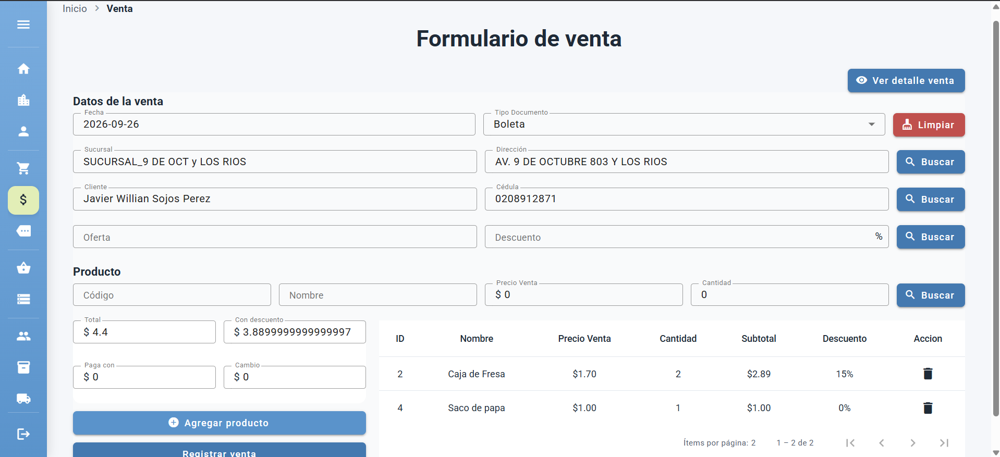 Inicio > Venta
Formulario de venta
Ver detalle venta
Datos de la venta
Fecha
2026-09-26
Tipo Documento
Boleta
Limpiar
Sucursal
SUCURSAL_9 DE OCT y LOS RIOS
Dirección
AV. 9 DE OCTUBRE 803 Y LOS RIOS
Buscar
Cliente
Javier Willian Sojos Perez
Cédula
0208912871
Buscar
Oferta
Descuento %
Buscar
Producto
Código
Nombre
Precio Venta
$ 0
Cantidad
0
Buscar
Total
$ 4.4
Con descuento
$ 3.8899999999999997
Paga con
$ 0
Cambio
$ 0
Agregar producto
Registrar venta
ID Nombre Precio Venta Cantidad Subtotal Descuento Accion
2 Caja de Fresa $1.70 2 $2.89 15%
4 Saco de papa $1.00 1 $1.00 0%
Ítems por página: 2 1 – 2 de 2